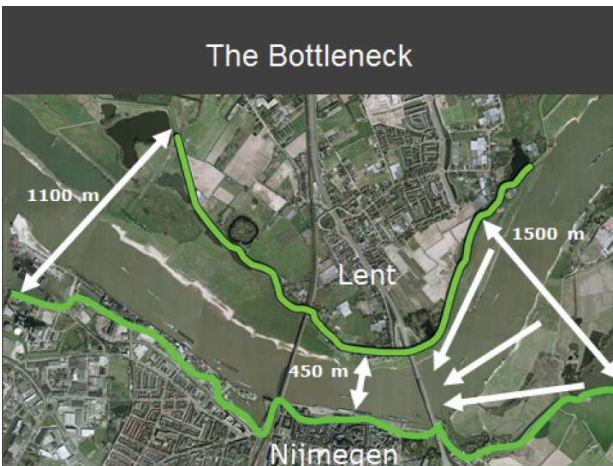 The Bottleneck
1100 m
1500 m
Lent
450 m
Nijmegen